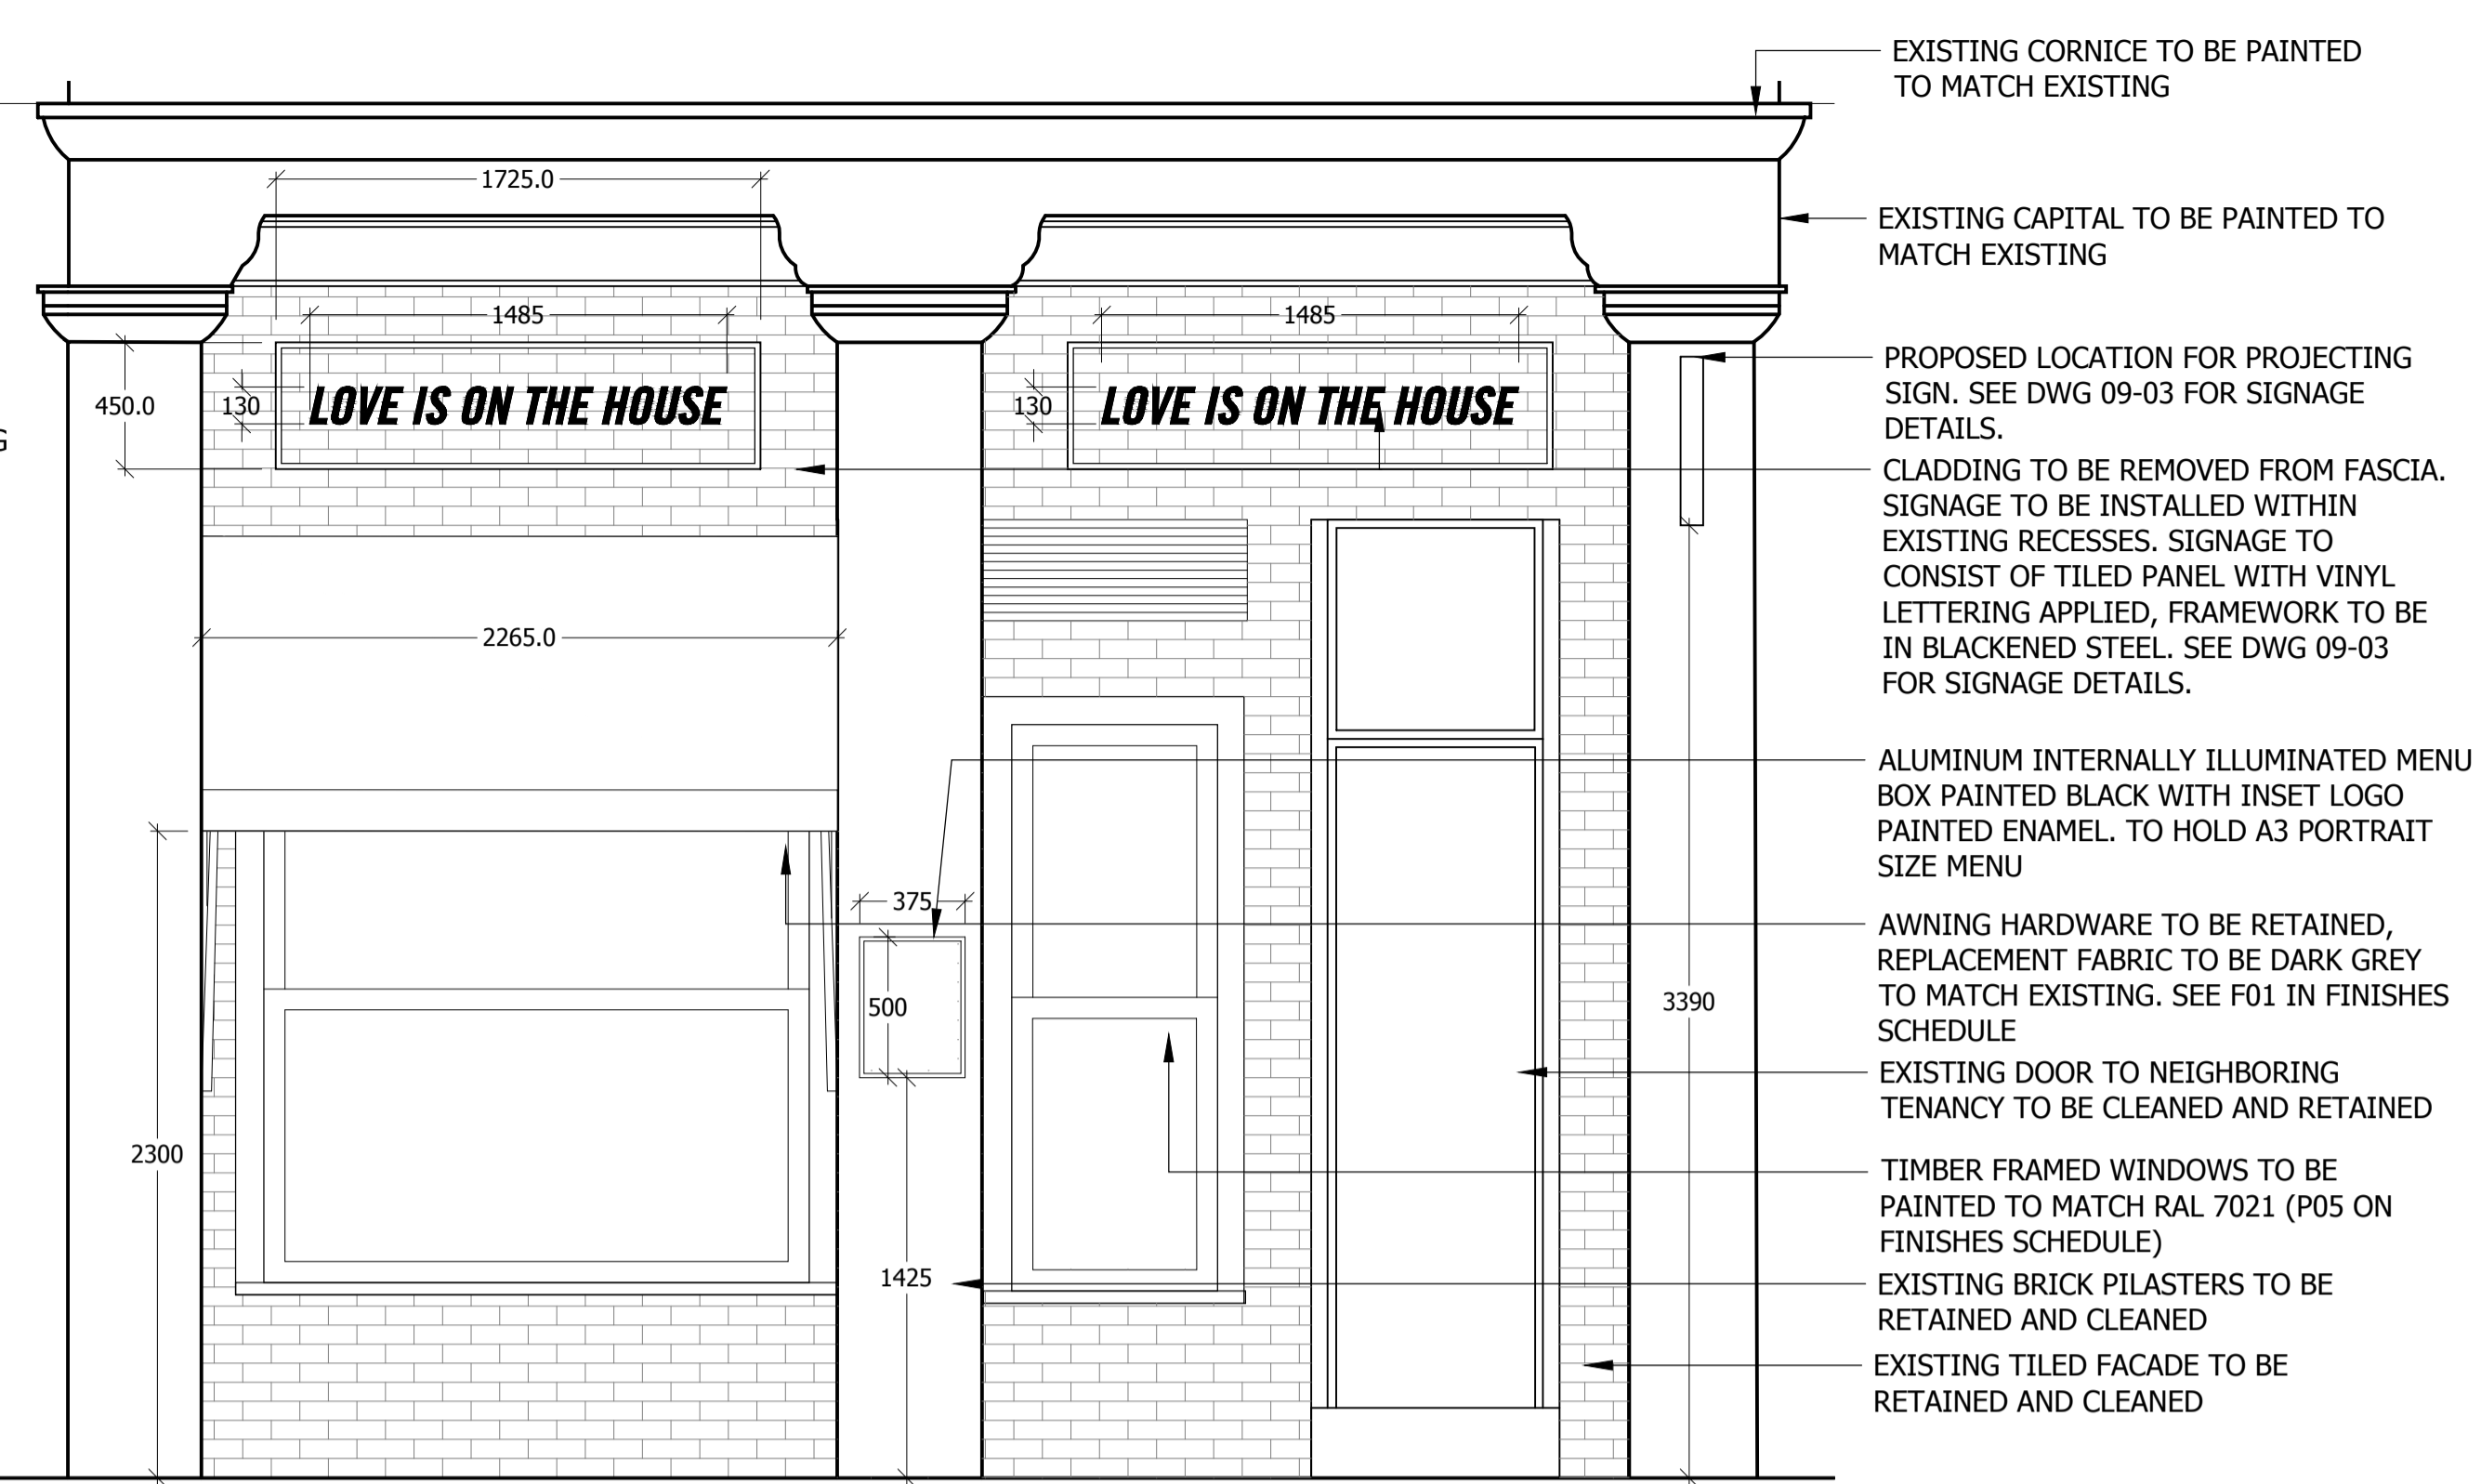 EXISTING CORNICE TO BE PAINTED
TO MATCH EXISTING
1725.0
EXISTING CAPITAL TO BE PAINTED TO
MATCH EXISTING
1485
1485
PROPOSED LOCATION FOR PROJECTING
SIGN. SEE DWG 09-03 FOR SIGNAGE
DETAILS.
450.0
130
LOVE IS ON THE HOUSE
130
LOVE IS ON THE HOUSE
G
CLADDING TO BE REMOVED FROM FASCIA.
SIGNAGE TO BE INSTALLED WITHIN
EXISTING RECESSES. SIGNAGE TO
CONSIST OF TILED PANEL WITH VINYL
LETTERING APPLIED, FRAMEWORK TO BE
IN BLACKENED STEEL. SEE DWG 09-03
FOR SIGNAGE DETAILS.
2265.0
ALUMINUM INTERNALLY ILLUMINATED MENU
BOX PAINTED BLACK WITH INSET LOGO
PAINTED ENAMEL. TO HOLD A3 PORTRAIT
SIZE MENU
375
AWNING HARDWARE TO BE RETAINED,
REPLACEMENT FABRIC TO BE DARK GREY
TO MATCH EXISTING. SEE F01 IN FINISHES
SCHEDULE
500
3390
EXISTING DOOR TO NEIGHBORING
TENANCY TO BE CLEANED AND RETAINED
2300
TIMBER FRAMED WINDOWS TO BE
PAINTED TO MATCH RAL 7021 (P05 ON
FINISHES SCHEDULE)
1425
EXISTING BRICK PILASTERS TO BE
RETAINED AND CLEANED
EXISTING TILED FACADE TO BE
RETAINED AND CLEANED